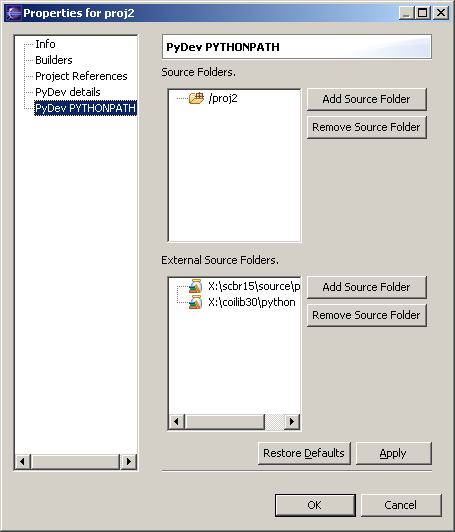 Properties for proj2
Info
Builders
Project References
PyDev details
PyDev PYTHONPATH
PyDev PYTHONPATH
Source Folders.
/proj2
Add Source Folder
Remove Source Folder
External Source Folders.
X:\scbr15\source\p
X:\coilib30\python
Add Source Folder
Remove Source Folder
Restore Defaults
Apply
OK
Cancel